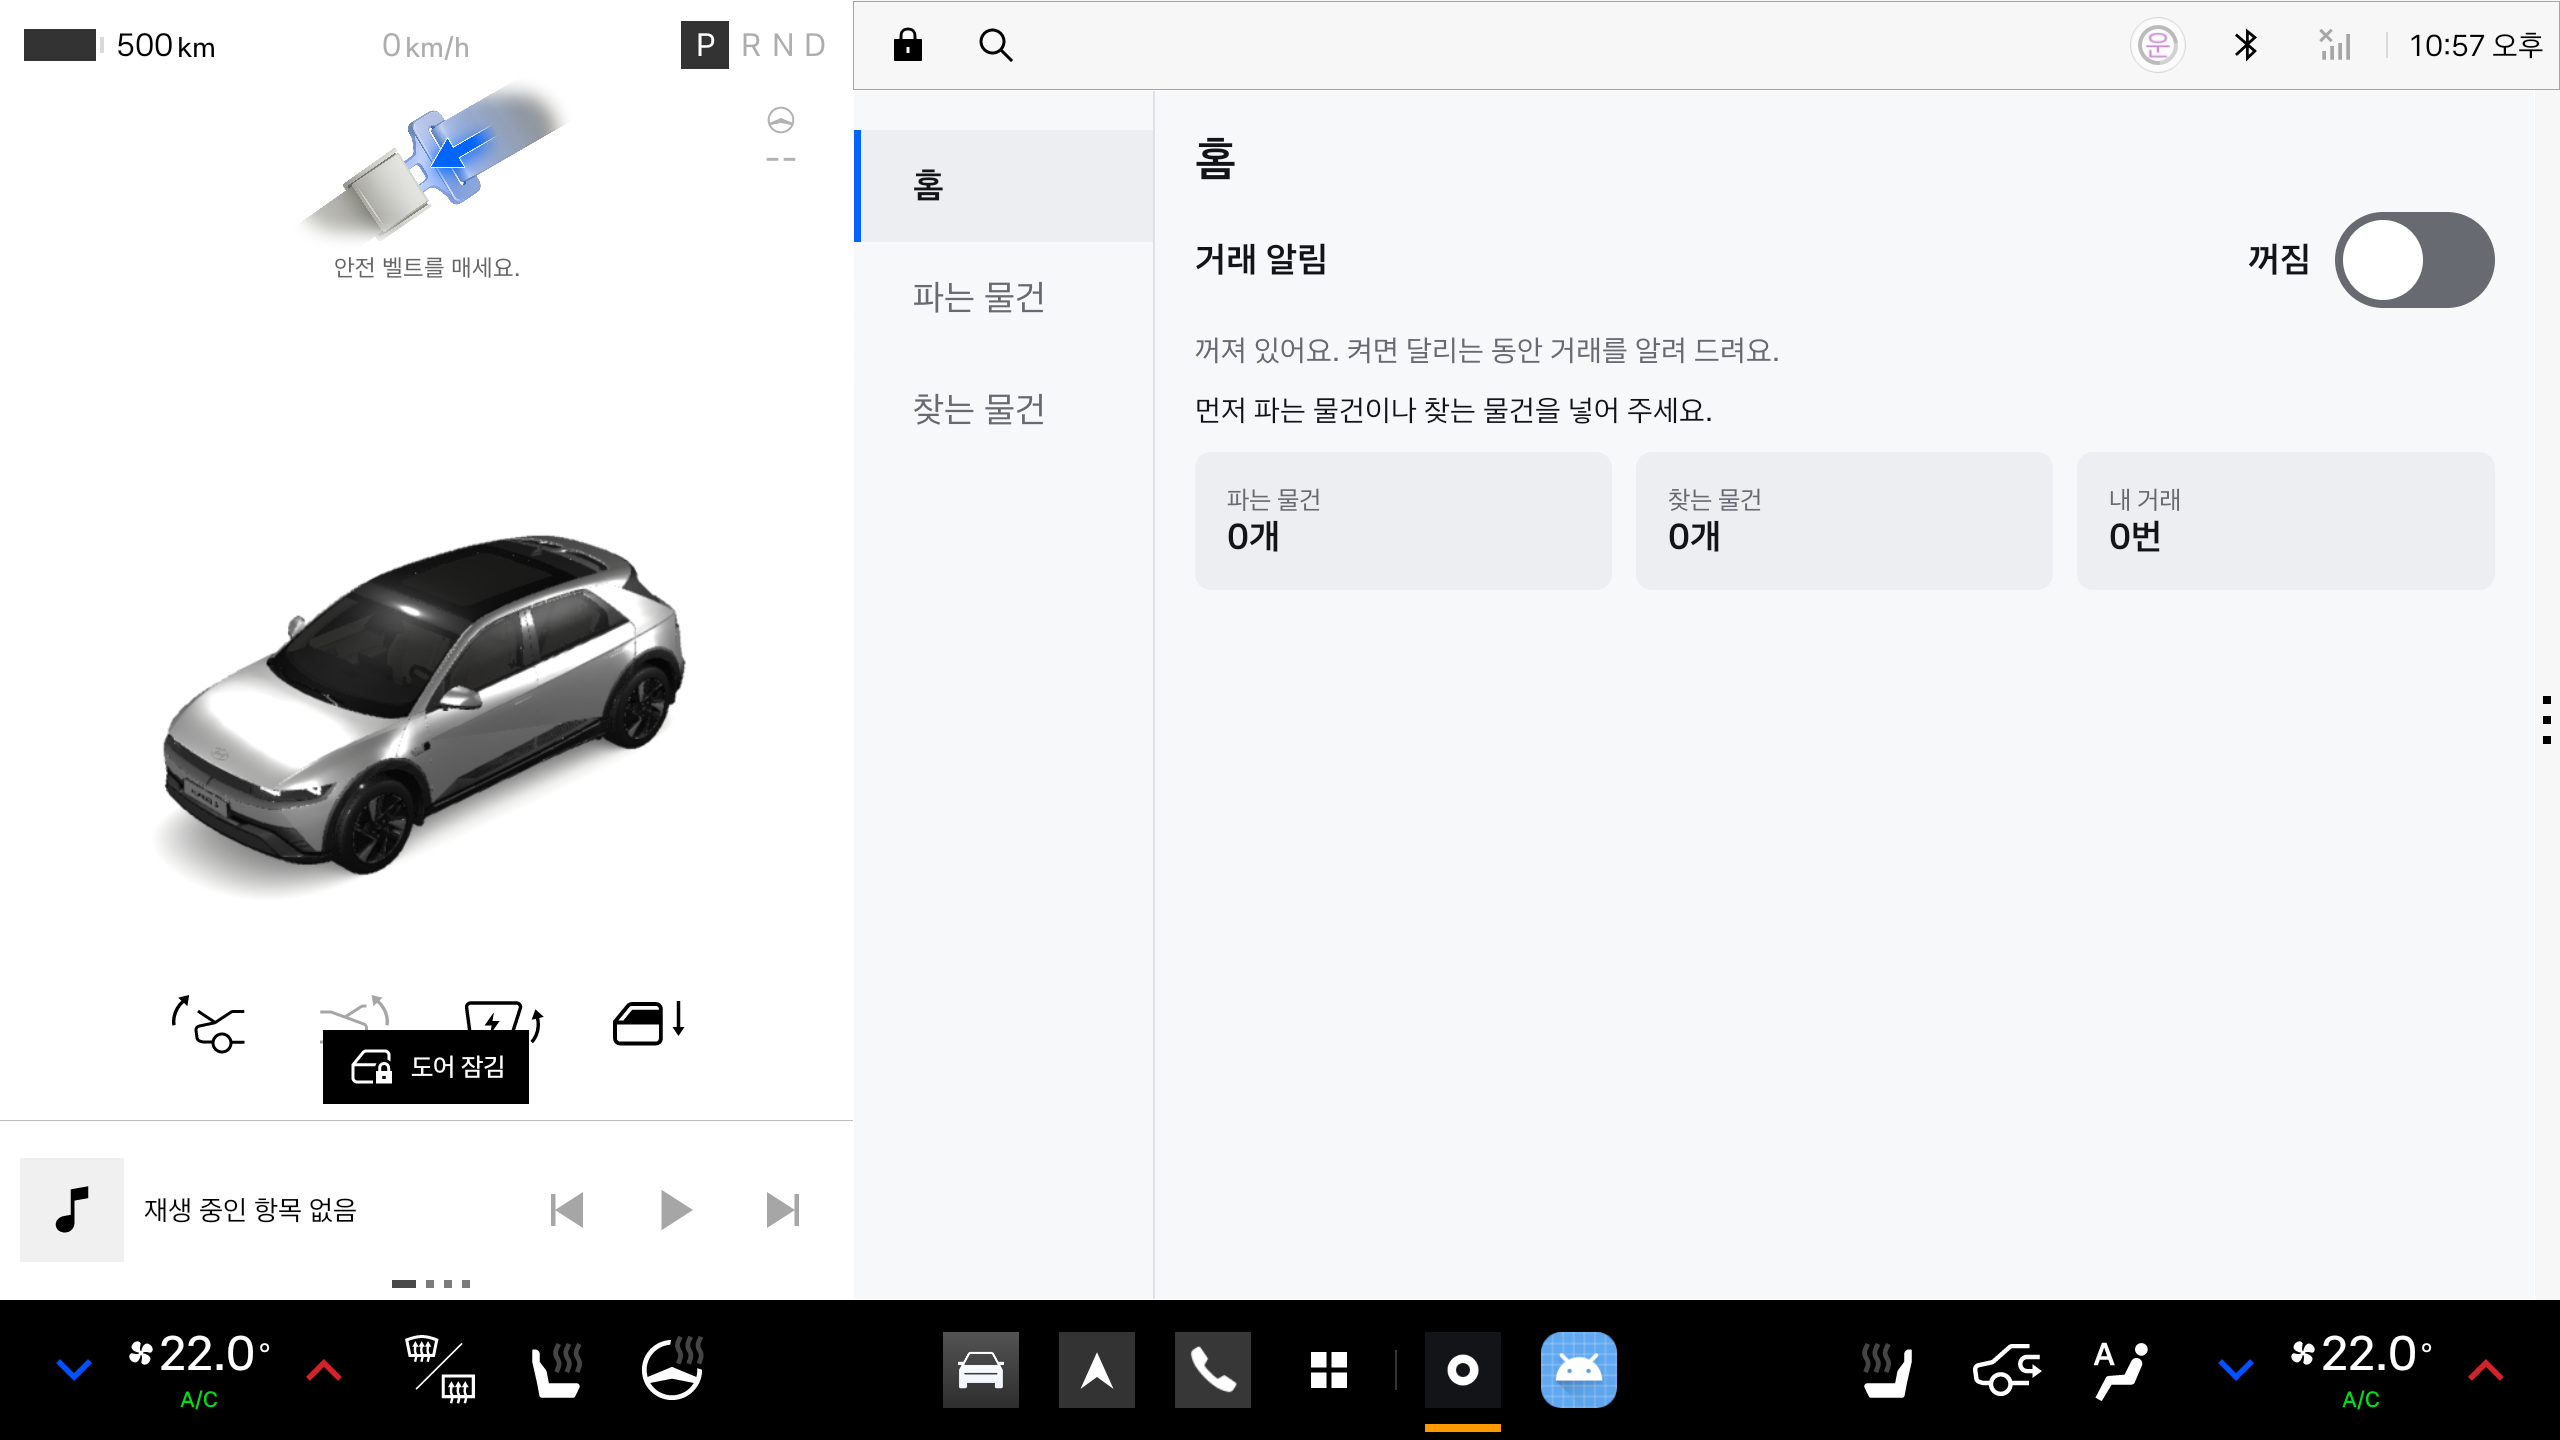 500 km
0 km/h
P R N D
운
10:57 오후
안전 벨트를 매세요.
도어 잠김
재생 중인 항목 없음
홈
파는 물건
찾는 물건
홈
거래 알림
꺼짐
꺼져 있어요. 켜면 달리는 동안 거래를 알려 드려요.
먼저 파는 물건이나 찾는 물건을 넣어 주세요.
파는 물건
0개
찾는 물건
0개
내 거래
0번
22.0°
A/C
A
22.0°
A/C